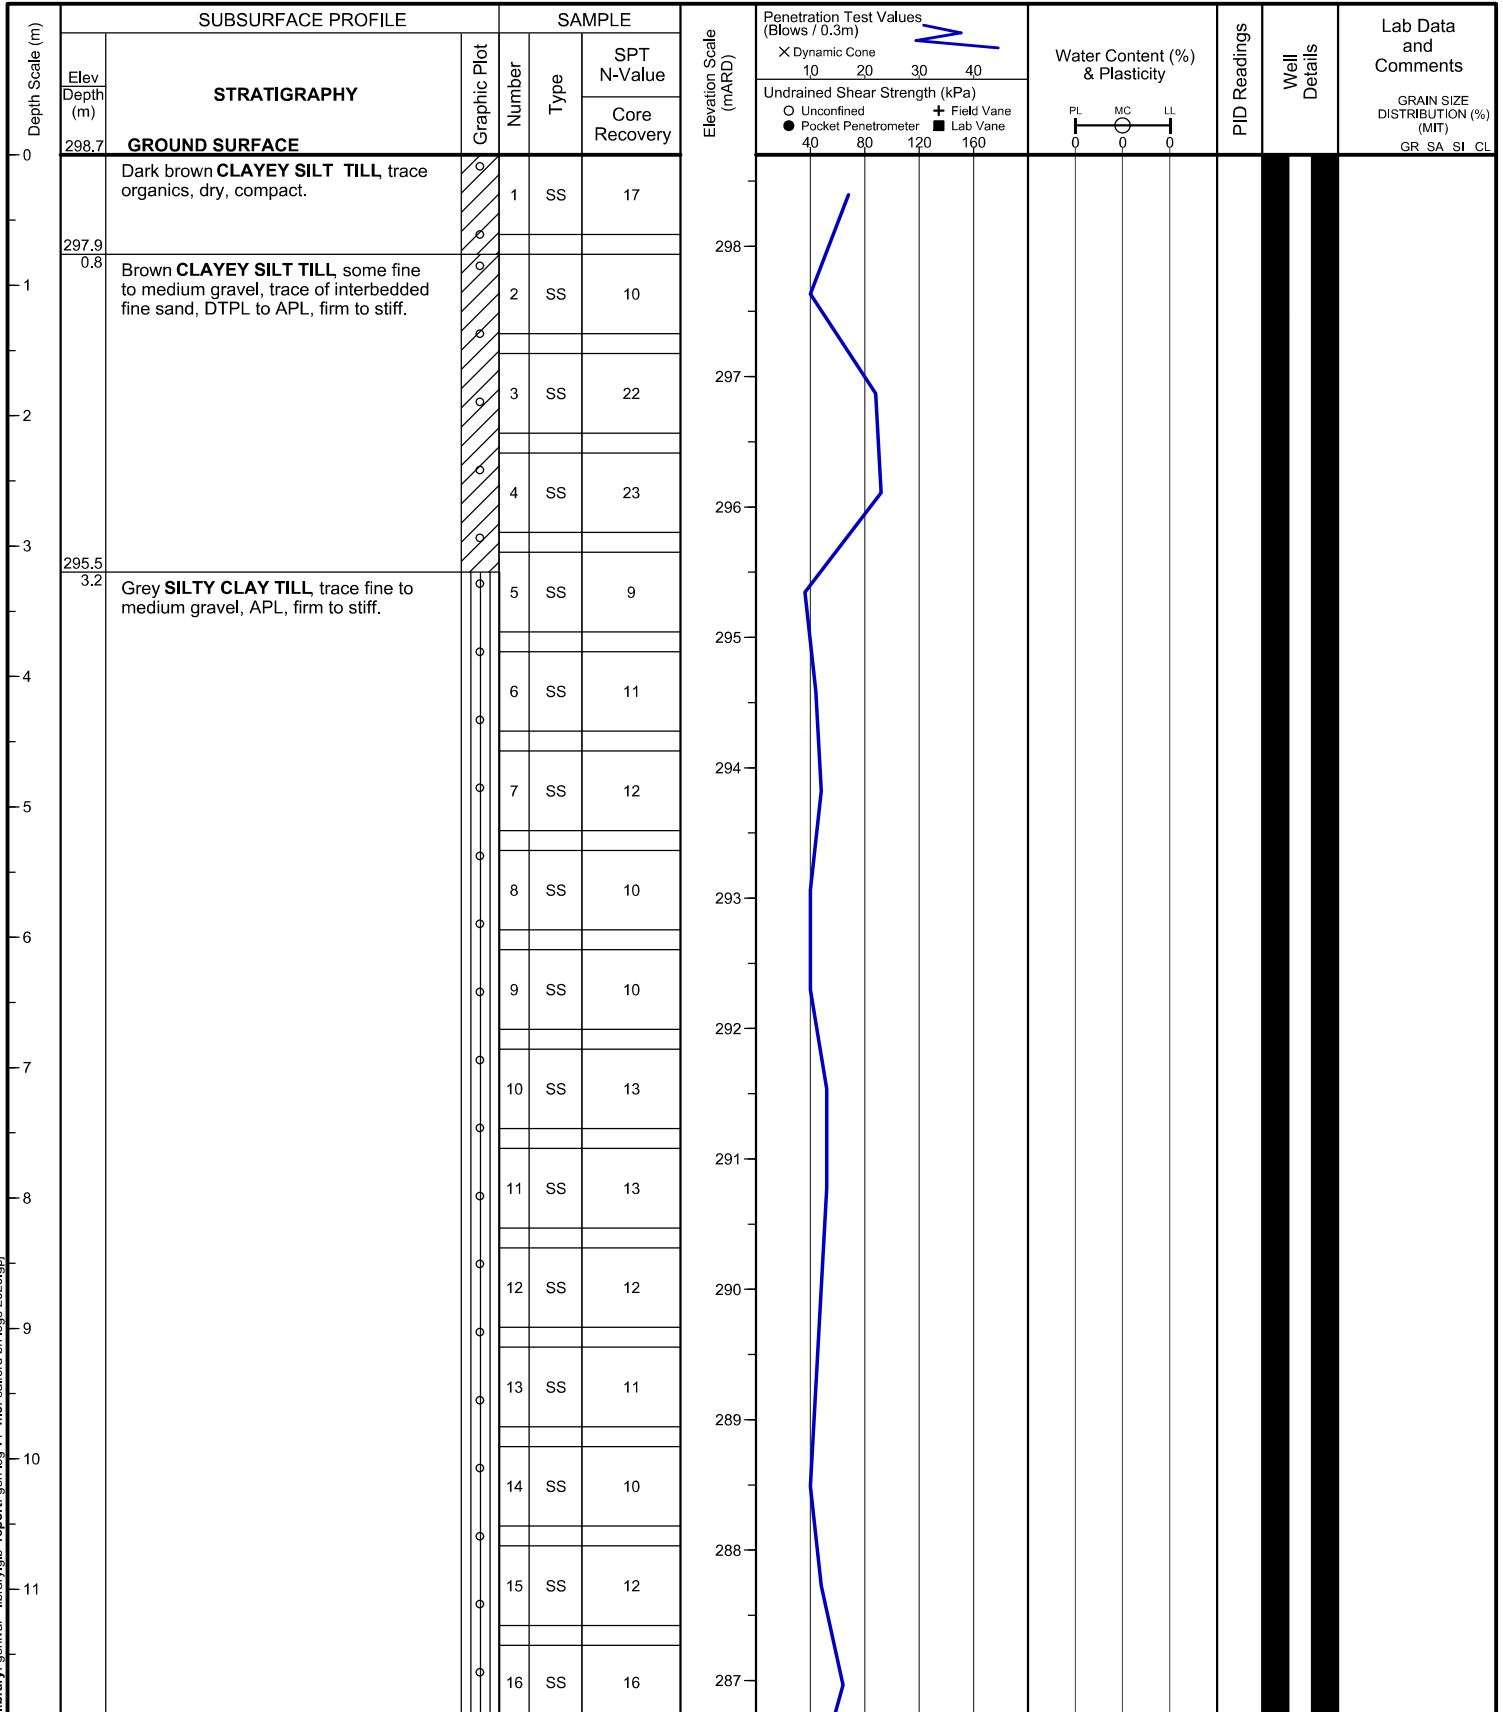 SUBSURFACE PROFILE
SAMPLE
Depth Scale (m)
Elev
Depth
(m)
STRATIGRAPHY
Graphic Plot
Number
Type
SPT
N-Value
Core
Recovery
Elevation Scale
(mARD)
Penetration Test Values
(Blows / 0.3m)
Dynamic Cone
10 20 30 40
Undrained Shear Strength (kPa)
Unconfined
Field Vane
Pocket Penetrometer
Lab Vane
40 80 120 160
Water Content (%)
& Plasticity
PL MC LL
0 0 0
PID Readings
Well
Details
Lab Data
and
Comments
GRAIN SIZE
DISTRIBUTION (%)
(MIT)
GR SA SI CL
298.7 GROUND SURFACE
0
Dark brown CLAYEY SILT TILL, trace
organics, dry, compact.
1 SS 17
297.9
0.8
298
Brown CLAYEY SILT TILL, some fine
to medium gravel, trace of interbedded
fine sand, DTPL to APL, firm to stiff.
1
2 SS 10
297
3 SS 22
2
4 SS 23
296
3
295.5
3.2
Grey SILTY CLAY TILL, trace fine to
medium gravel, APL, firm to stiff.
5 SS 9
295
4
6 SS 11
294
7 SS 12
5
8 SS 10
293
6
9 SS 10
292
7
10 SS 13
291
11 SS 13
8
12 SS 12
290
9
13 SS 11
289
10
14 SS 10
288
11
15 SS 12
16 SS 16
287